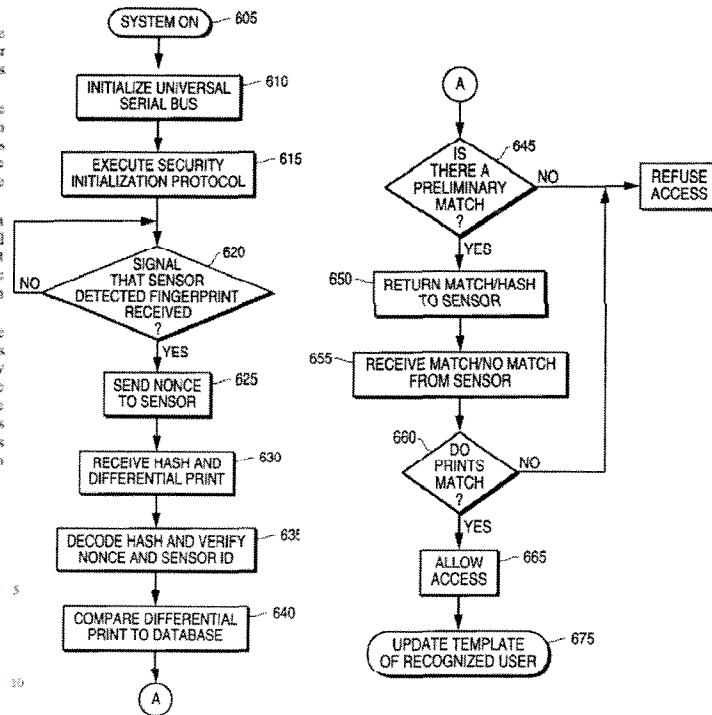 SYSTEM ON
605
INITIALIZE UNIVERSAL
SERIAL BUS
610
EXECUTE SECURITY
INITIALIZATION PROTOCOL
615
SIGNAL
THAT SENSOR
DETECTED FINGERPRINT
RECEIVED
?
620
NO
YES
SEND NONCE
TO SENSOR
625
RECEIVE HASH AND
DIFFERENTIAL PRINT
630
DECODE HASH AND VERIFY
NONCE AND SENSOR ID
635
COMPARE DIFFERENTIAL
PRINT TO DATABASE
640
A
A
IS
THERE A
PRELIMINARY
MATCH
?
645
NO
REFUSE
ACCESS
YES
650
RETURN MATCH/HASH
TO SENSOR
655
RECEIVE MATCH/NO MATCH
FROM SENSOR
660
DO
PRINTS
MATCH
?
NO
YES
ALLOW
ACCESS
665
UPDATE TEMPLATE
OF RECOGNIZED USER
675
5
10